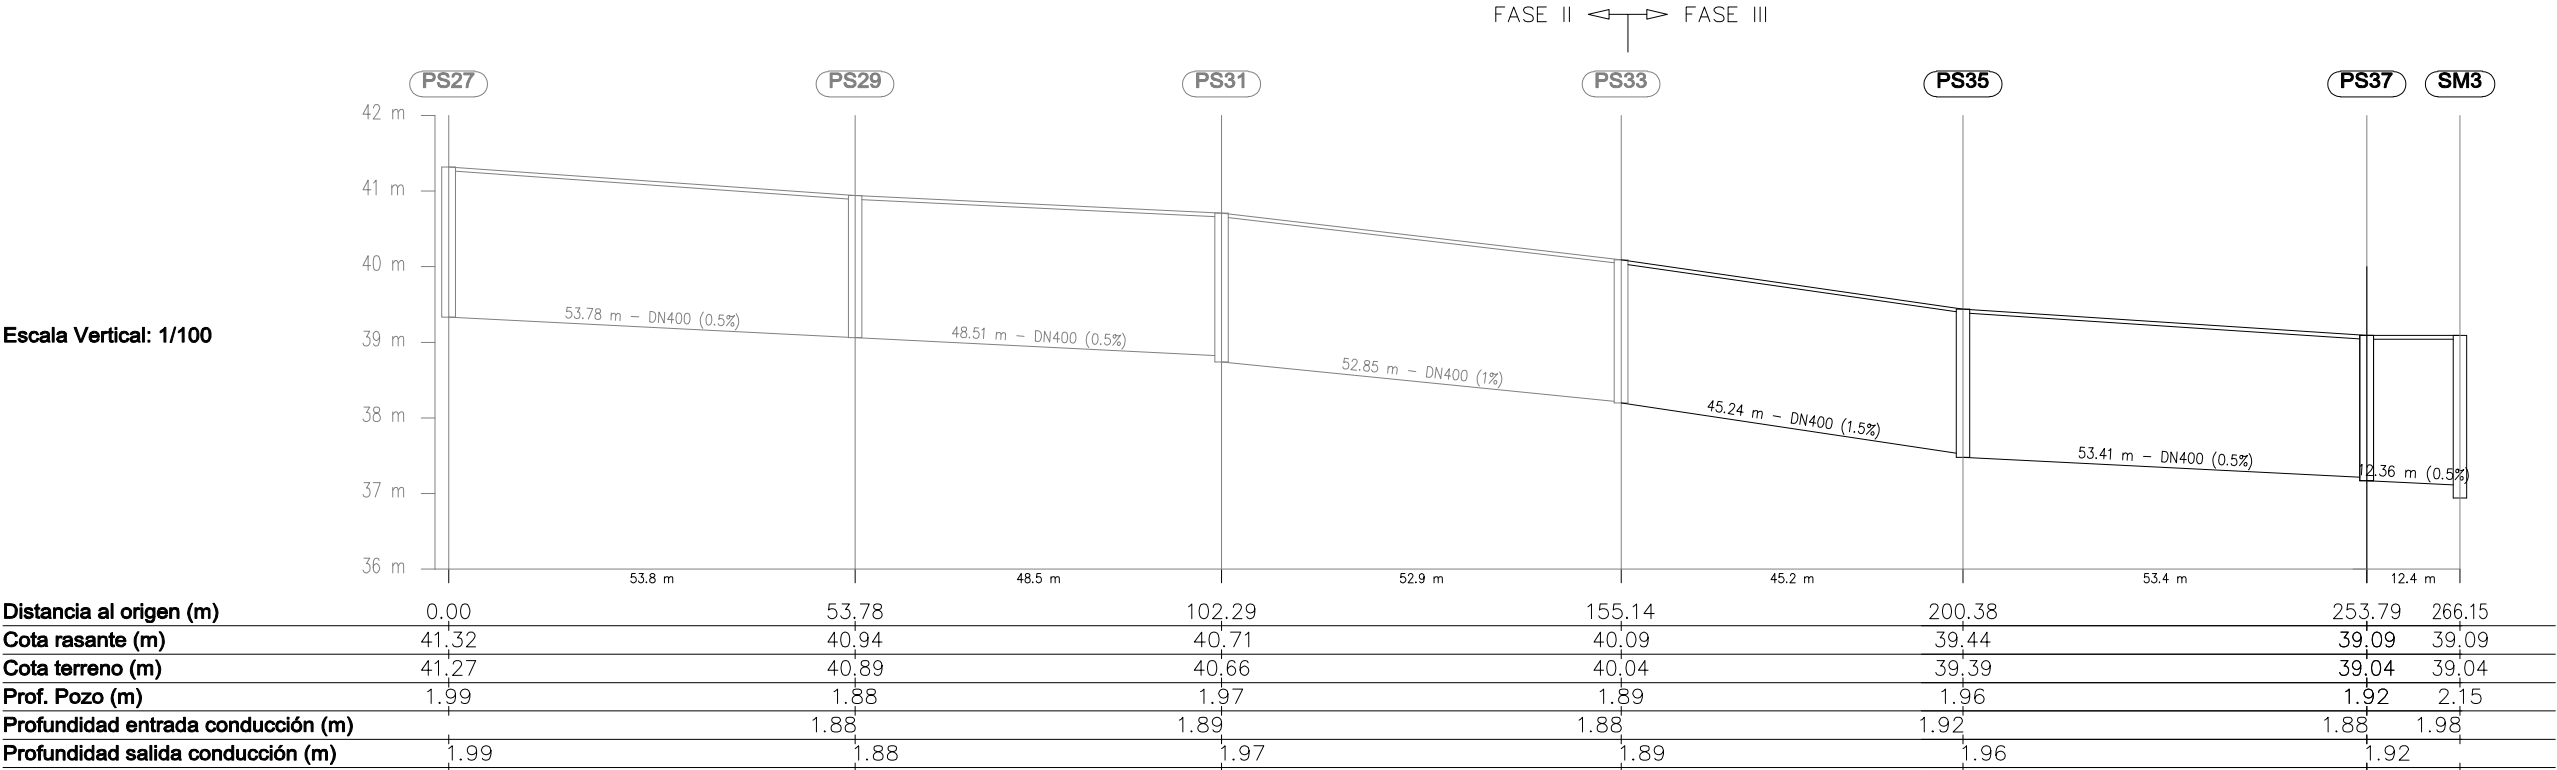 FASE II FASE III
PS27 PS29 PS31 PS33 PS35 PS37 SM3
42 m
41 m
40 m
39 m
38 m
37 m
36 m
Escala Vertical: 1/100
53.78 m - DN400 (0.5%)
48.51 m - DN400 (0.5%)
52.85 m - DN400 (1%)
45.24 m - DN400 (1.5%)
53.41 m - DN400 (0.5%)
12.36 m (0.5%)
53.8 m 48.5 m 52.9 m 45.2 m 53.4 m 12.4 m
Distancia al origen (m) 0.00 53.78 102.29 155.14 200.38 253.79 266.15
Cota rasante (m) 41.32 40.94 40.71 40.09 39.44 39.09 39.09
Cota terreno (m) 41.27 40.89 40.66 40.04 39.39 39.04 39.04
Prof. Pozo (m) 1.99 1.88 1.97 1.89 1.96 1.92 2.15
Profundidad entrada conducción (m) 1.88 1.89 1.88 1.92 1.88 1.98
Profundidad salida conducción (m) 1.99 1.88 1.97 1.89 1.96 1.92